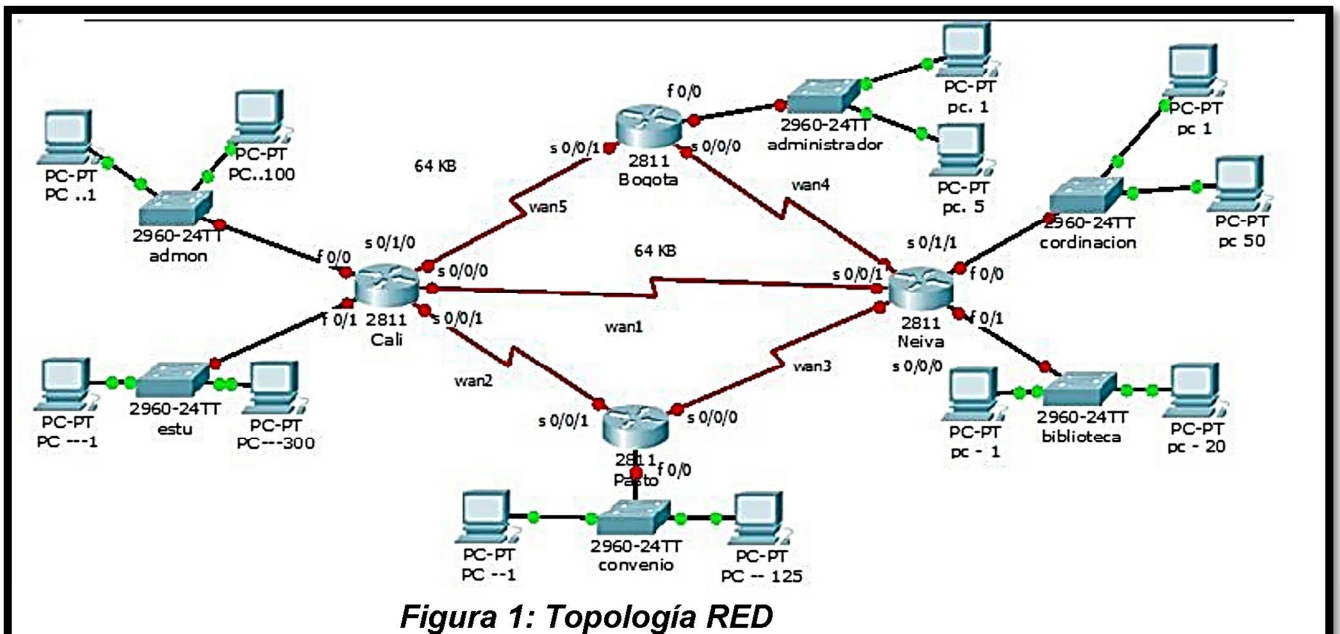 f 0/0
PC-PT
pc. 1
PC-PT
pc 1
PC-PT
PC ..1
PC-PT
PC..100
64 KB
s 0/0/1
2811
Bogota
s 0/0/0
2960-24TT
administrador
PC-PT
pc. 5
wan5
wan4
2960-24TT
admon
2960-24TT
cordinacion
PC-PT
pc 50
s 0/1/0
f 0/0
s 0/0/0
64 KB
s 0/1/1
s 0/0/1
f 0/0
f 0/1
2811
Cali
s 0/0/1
wan1
2811
Neiva
f 0/1
s 0/0/0
wan2
wan3
PC-PT
PC ---1
2960-24TT
estu
PC-PT
PC---300
s 0/0/1
s 0/0/0
2811
Pasto
f 0/0
PC-PT
pc - 1
2960-24TT
biblioteca
PC-PT
pc - 20
PC-PT
PC --1
2960-24TT
convenio
PC-PT
PC -- 125
Figura 1: Topología RED